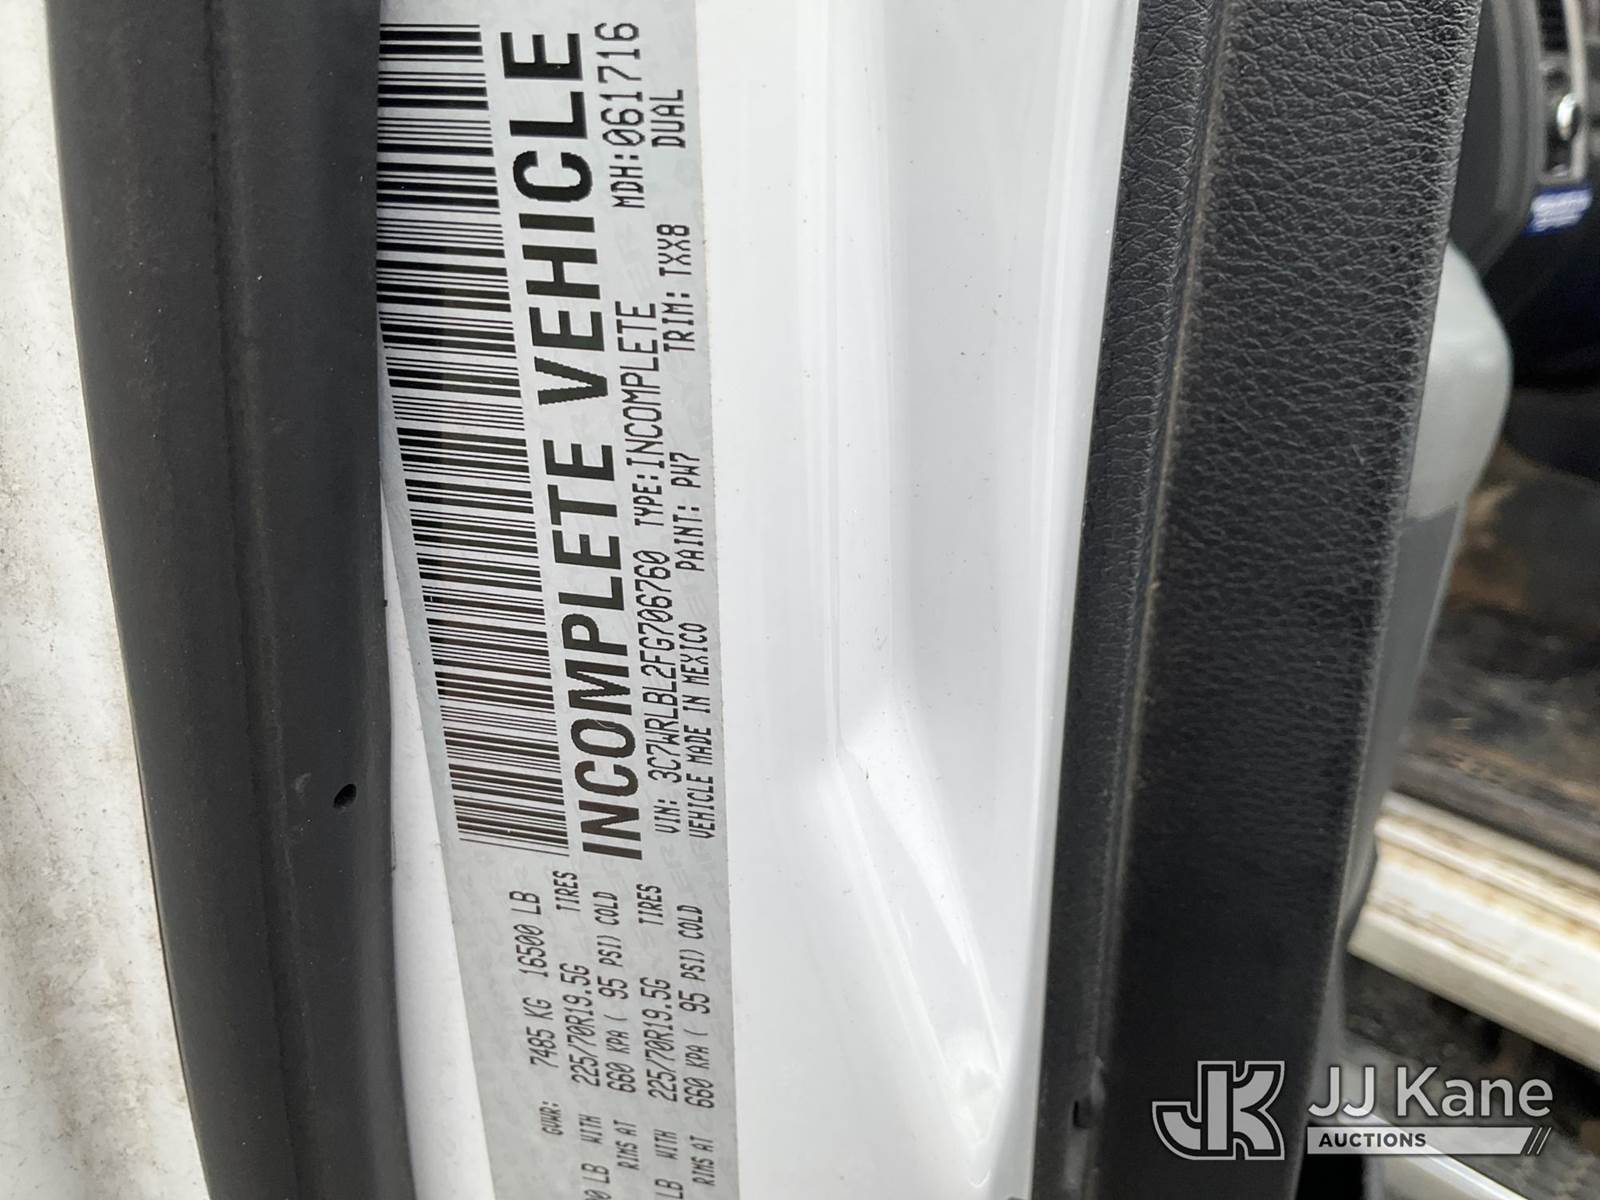 GVWR: 7485 KG 16500 LB
LB WITH 225/70R19.5G TIRES
RIMS AT 660 KPA ( 95 PSI) COLD
LB WITH 225/70R19.5G TIRES
RIMS AT 660 KPA ( 95 PSI) COLD
INCOMPLETE VEHICLE
MDH:061716
VIN: 3C7WRLBL2FG706760 TYPE:INCOMPLETE DUAL
VEHICLE MADE IN MEXICO PAINT: PW7 TRIM: TXX8
JK JJ Kane
AUCTIONS